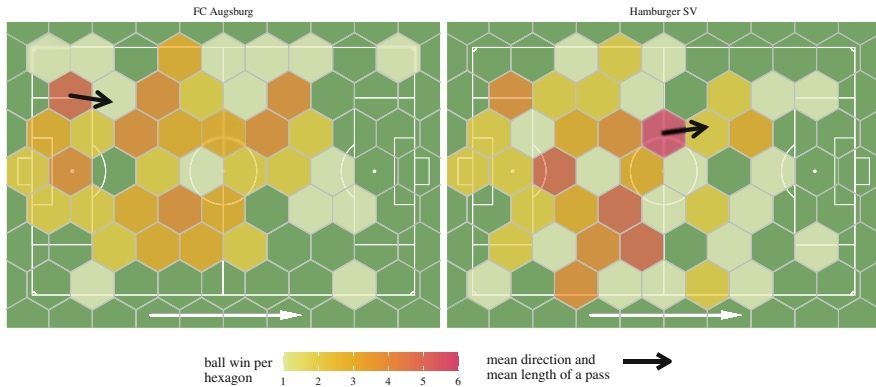 FC Augsburg
Hamburger SV
ball win per
hexagon
1 2 3 4 5 6
mean direction and
mean length of a pass